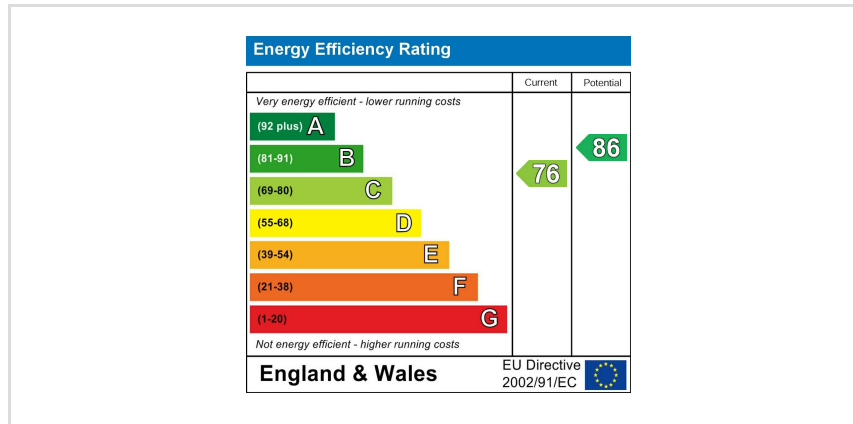 Energy Efficiency Rating
Current Potential
Very energy efficient - lower running costs
(92 plus) A
(81-91) B
(69-80) C
(55-68) D
(39-54) E
(21-38) F
(1-20) G
76
86
Not energy efficient - higher running costs
England & Wales
EU Directive
2002/91/EC